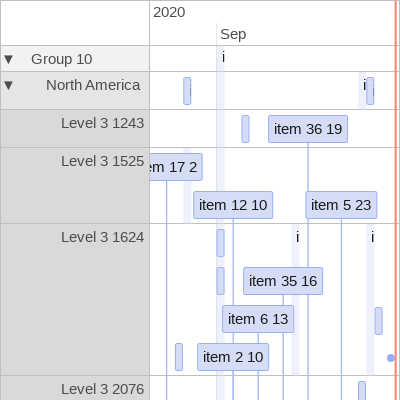 2020
Sep
▼ Group 10 i
▼ North America i
Level 3 1243 item 36 19
Level 3 1525 em 17 2
item 12 10 item 5 23
Level 3 1624 i i
item 35 16
item 6 13
item 2 10
Level 3 2076